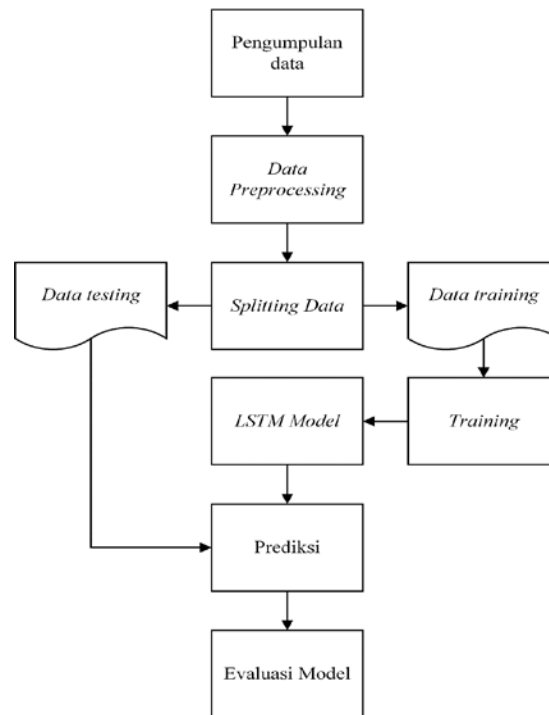 Pengumpulan
data
Data
Preprocessing
Data testing
Splitting Data
Data training
LSTM Model
Training
Prediksi
Evaluasi Model